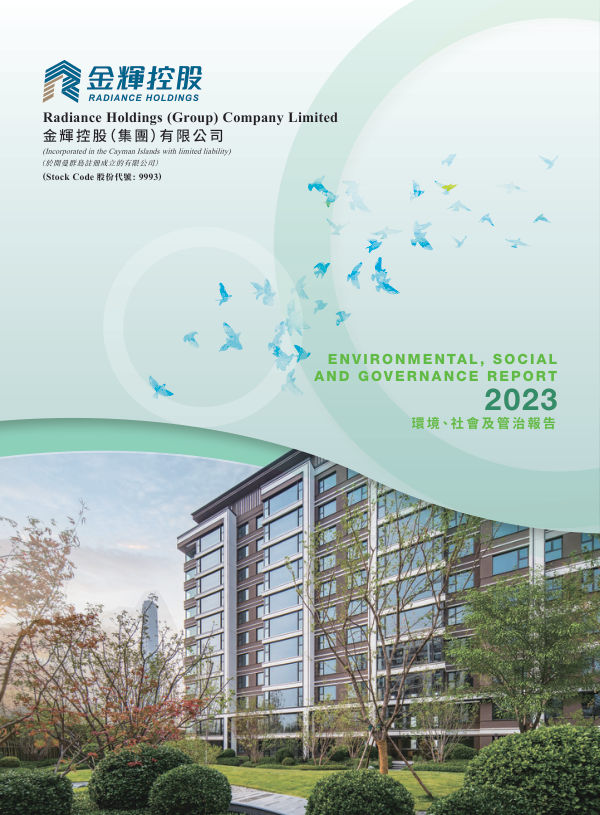 金輝控股
RADIANCE HOLDINGS
Radiance Holdings (Group) Company Limited
金輝控股(集團)有限公司
(Incorporated in the Cayman Islands with limited liability)
(於開曼群島註冊成立的有限公司)
(Stock Code 股份代號: 9993)
ENVIRONMENTAL, SOCIAL
AND GOVERNANCE REPORT
2023
環境、社會及管治報告